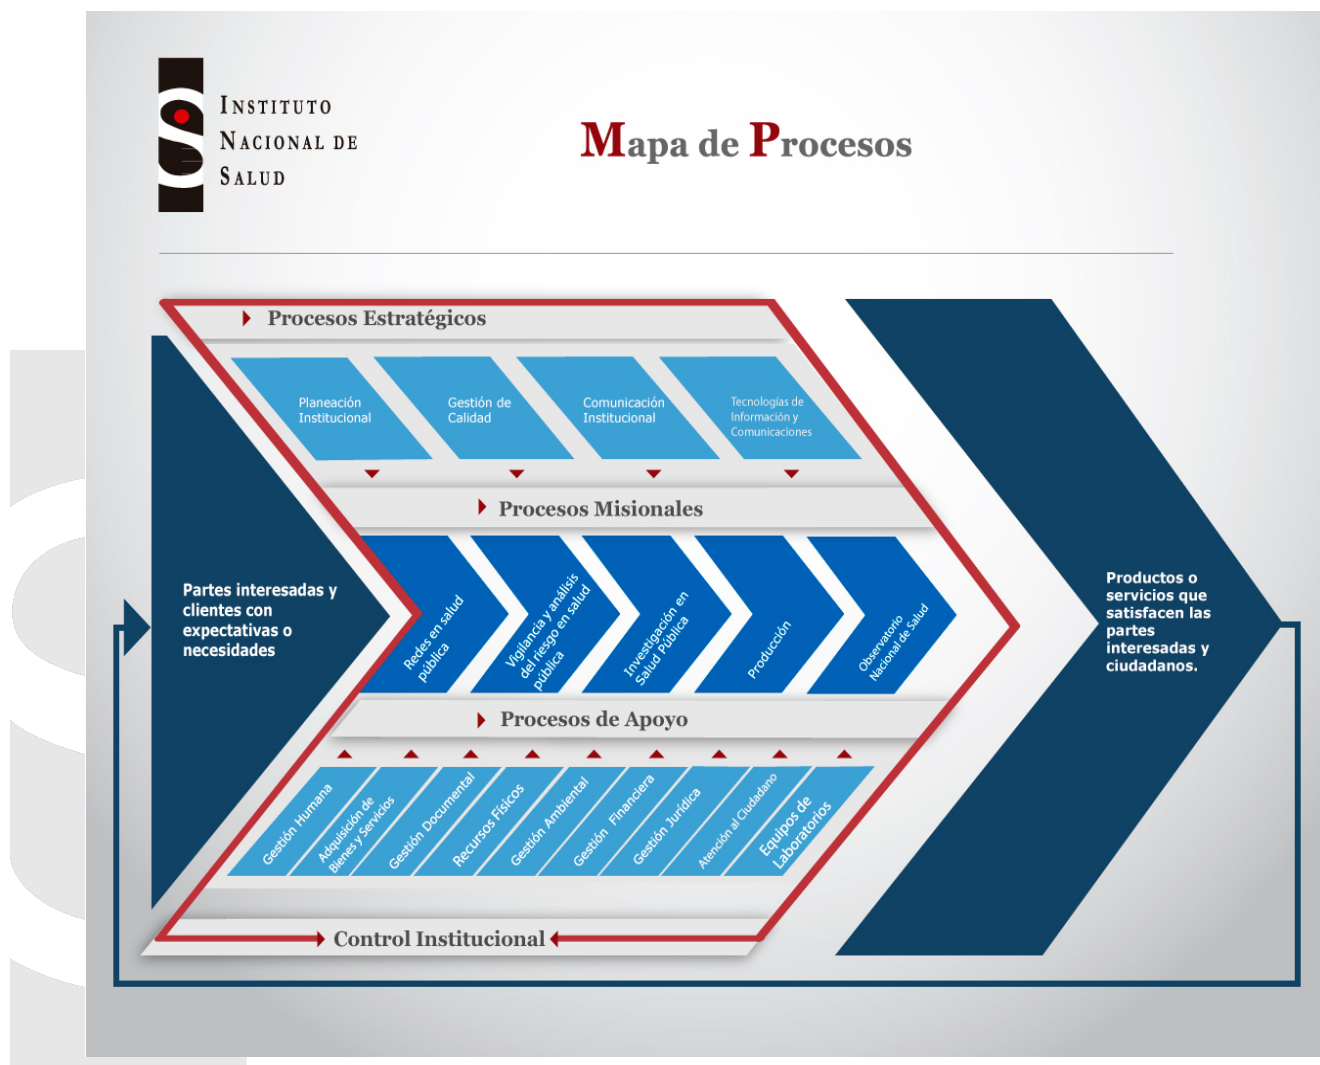 INSTITUTO
NACIONAL DE
SALUD
Mapa de Procesos
Procesos Estratégicos
Planeación
Institucional
Gestión de
Calidad
Comunicación
Institucional
Tecnologías de
Información y
Comunicaciones
Procesos Misionales
Partes interesadas y
clientes con
expectativas o
necesidades
Redes en salud
pública
Vigilancia y análisis
del riesgo en salud
pública
Investigación en
Salud Pública
Producción
Observatorio
Nacional de Salud
Productos o
servicios que
satisfacen las
partes
interesadas y
ciudadanos.
Procesos de Apoyo
Gestión Humana
Adquisición de
Bienes y Servicios
Gestión Documental
Recursos Físicos
Gestión Ambiental
Gestión Financiera
Gestión Jurídica
Atención al Ciudadano
Equipos de
Laboratorios
Control Institucional